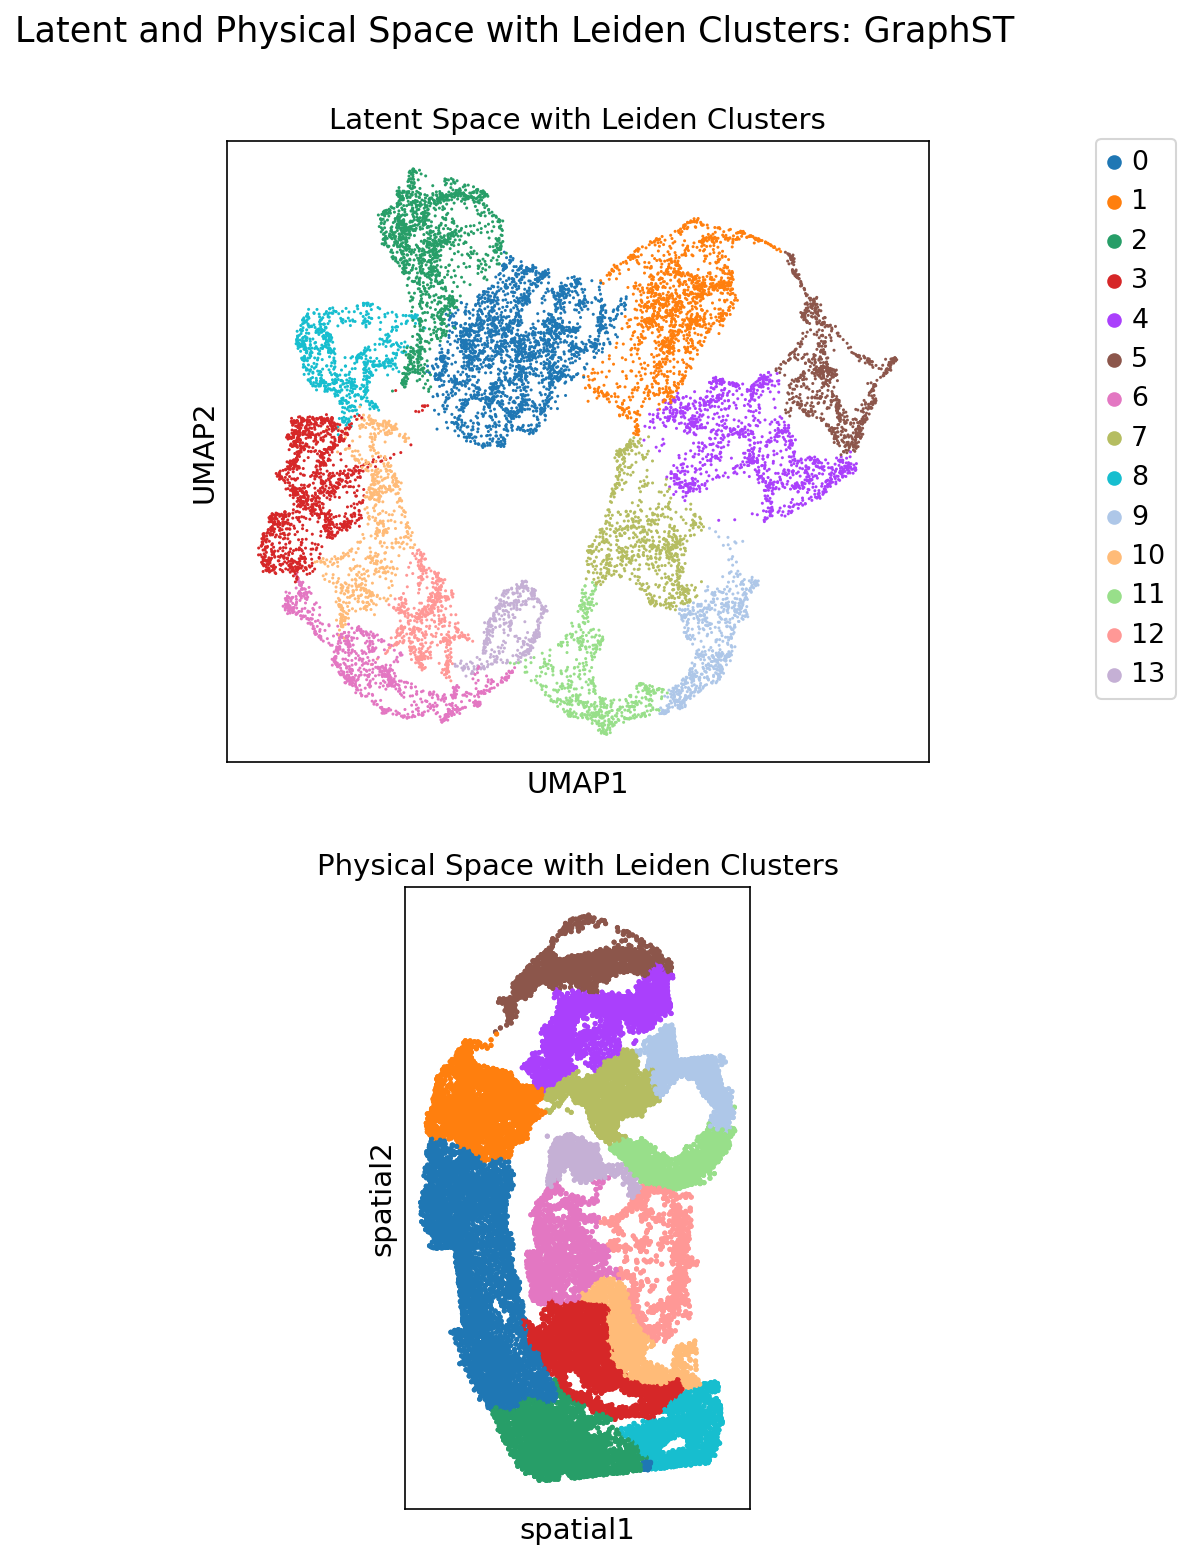 Latent and Physical Space with Leiden Clusters: GraphST
Latent Space with Leiden Clusters
UMAP2
UMAP1
0
1
2
3
4
5
6
7
8
9
10
11
12
13
Physical Space with Leiden Clusters
spatial2
spatial1